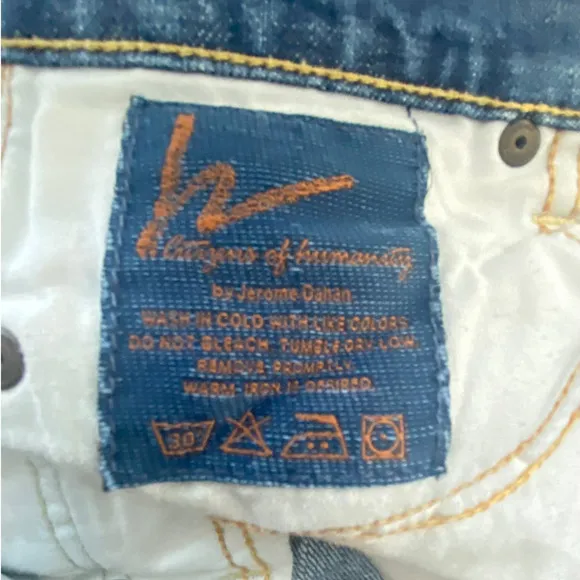 Citizens of humanity
by Jerome Dahan
WASH IN COLD WITH LIKE COLORS.
DO NOT BLEACH. TUMBLE DRY LOW.
REMOVE PROMPTLY.
WARM IRON IF DESIRED.
30